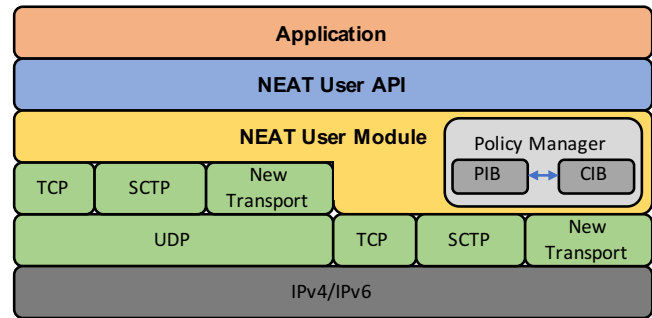 Application
NEAT User API
NEAT User Module
Policy Manager
PIB
CIB
TCP
SCTP
New
Transport
UDP
TCP
SCTP
New
Transport
IPv4/IPv6